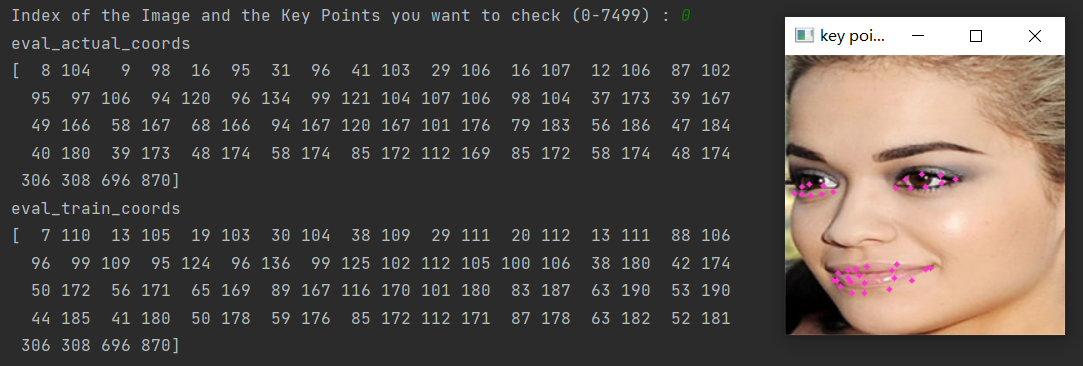 Index of the Image and the Key Points you want to check (0-7499) : 0
eval_actual_coords
[  8 104   9  98  16  95  31  96  41 103  29 106  16 107  12 106  87 102
  95  97 106  94 120  96 134  99 121 104 107 106  98 104  37 173  39 167
  49 166  58 167  68 166  94 167 120 167 101 176  79 183  56 186  47 184
  40 180  39 173  48 174  58 174  85 172 112 169  85 172  58 174  48 174
 306 308 696 870]
eval_train_coords
[  7 110  13 105  19 103  30 104  38 109  29 111  20 112  13 111  88 106
  96  99 109  95 124  96 136  99 125 102 112 105 100 106  38 180  42 174
  50 172  56 171  65 169  89 167 116 170 101 180  83 187  63 190  53 190
  44 185  41 180  50 178  59 176  85 172 112 171  87 178  63 182  52 181
 306 308 696 870]
key poi...